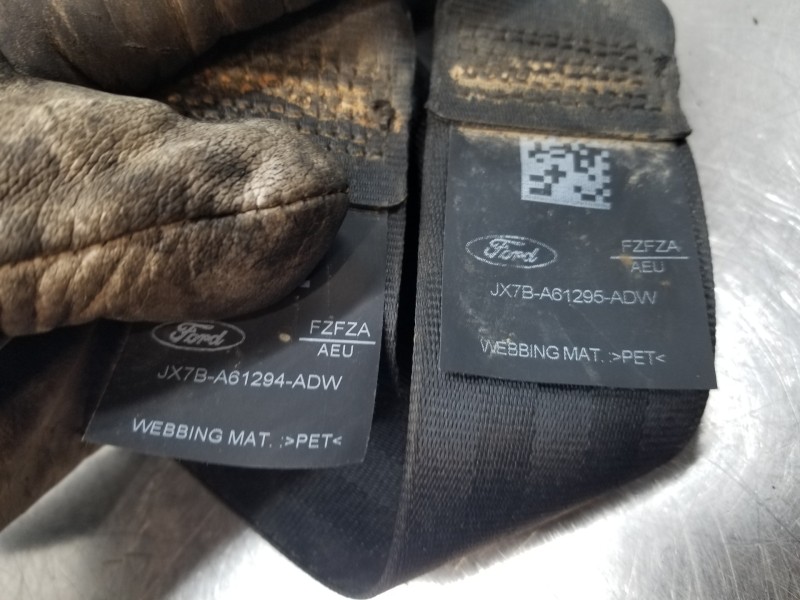 Ford
FZFZA
AEU
JX7B-A61294-ADW
WEBBING MAT. :>PET<
Ford
FZFZA
AEU
JX7B-A61295-ADW
WEBBING MAT. :>PET<